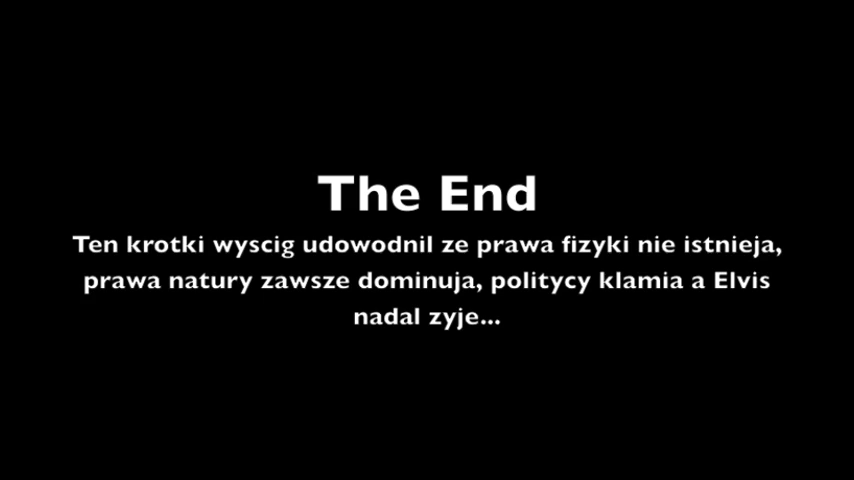 The End
Ten krotki wyscig udowodnil ze prawa fizyki nie istnieja,
prawa natury zawsze dominuja, politycy klamia a Elvis
nadal zyje...